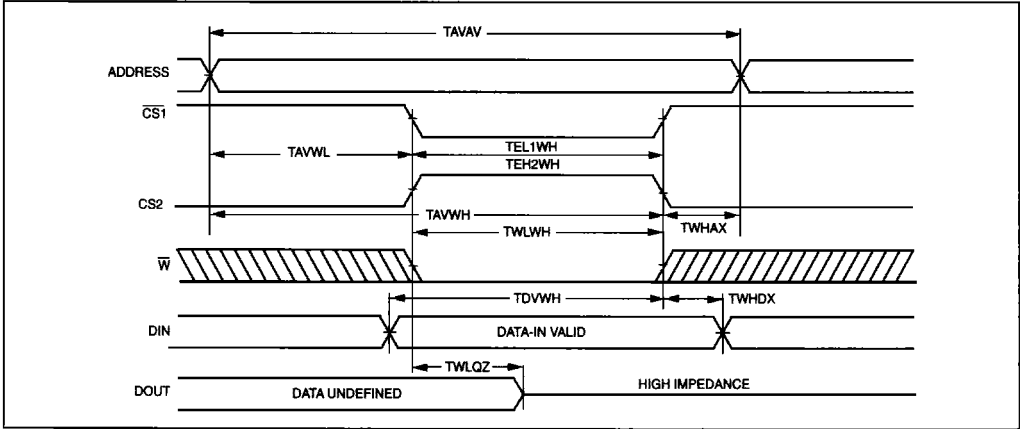 TAVAV
ADDRESS
CS1
TAVWL
TEL1WH
TEH2WH
CS2
TAVWH
TWHAX
TWLWH
W
TDVWH
TWHDX
DIN
DATA-IN VALID
TWLQZ
DOUT
DATA UNDEFINED
HIGH IMPEDANCE